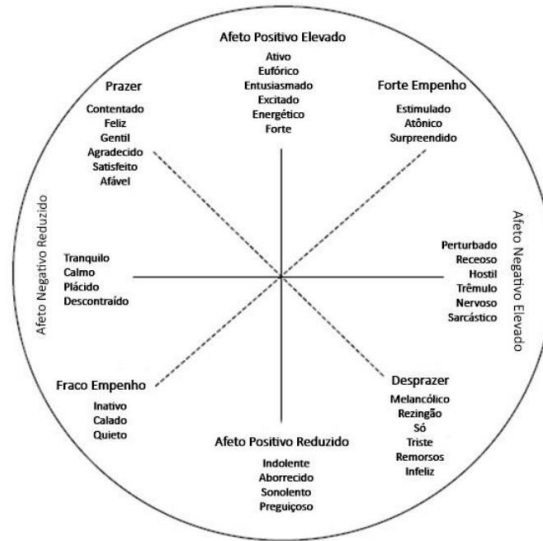 Afeto Positivo Elevado
Ativo
Eufórico
Entusiasmado
Excitado
Energético
Forte
Prazer
Contentado
Feliz
Gentil
Agradecido
Satisfeito
Afável
Forte Empenho
Estimulado
Atônico
Surpreendido
Afeto Negativo Reduzido
Tranquilo
Calmo
Plácido
Descontraído
Perturbado
Receoso
Hostil
Trêmulo
Nervoso
Sarcástico
Afeto Negativo Elevado
Fraco Empenho
Inativo
Calado
Quieto
Afeto Positivo Reduzido
Indolente
Aborrecido
Sonolento
Preguiçoso
Desprazer
Melancólico
Rezingão
Só
Triste
Remorsos
Infeliz